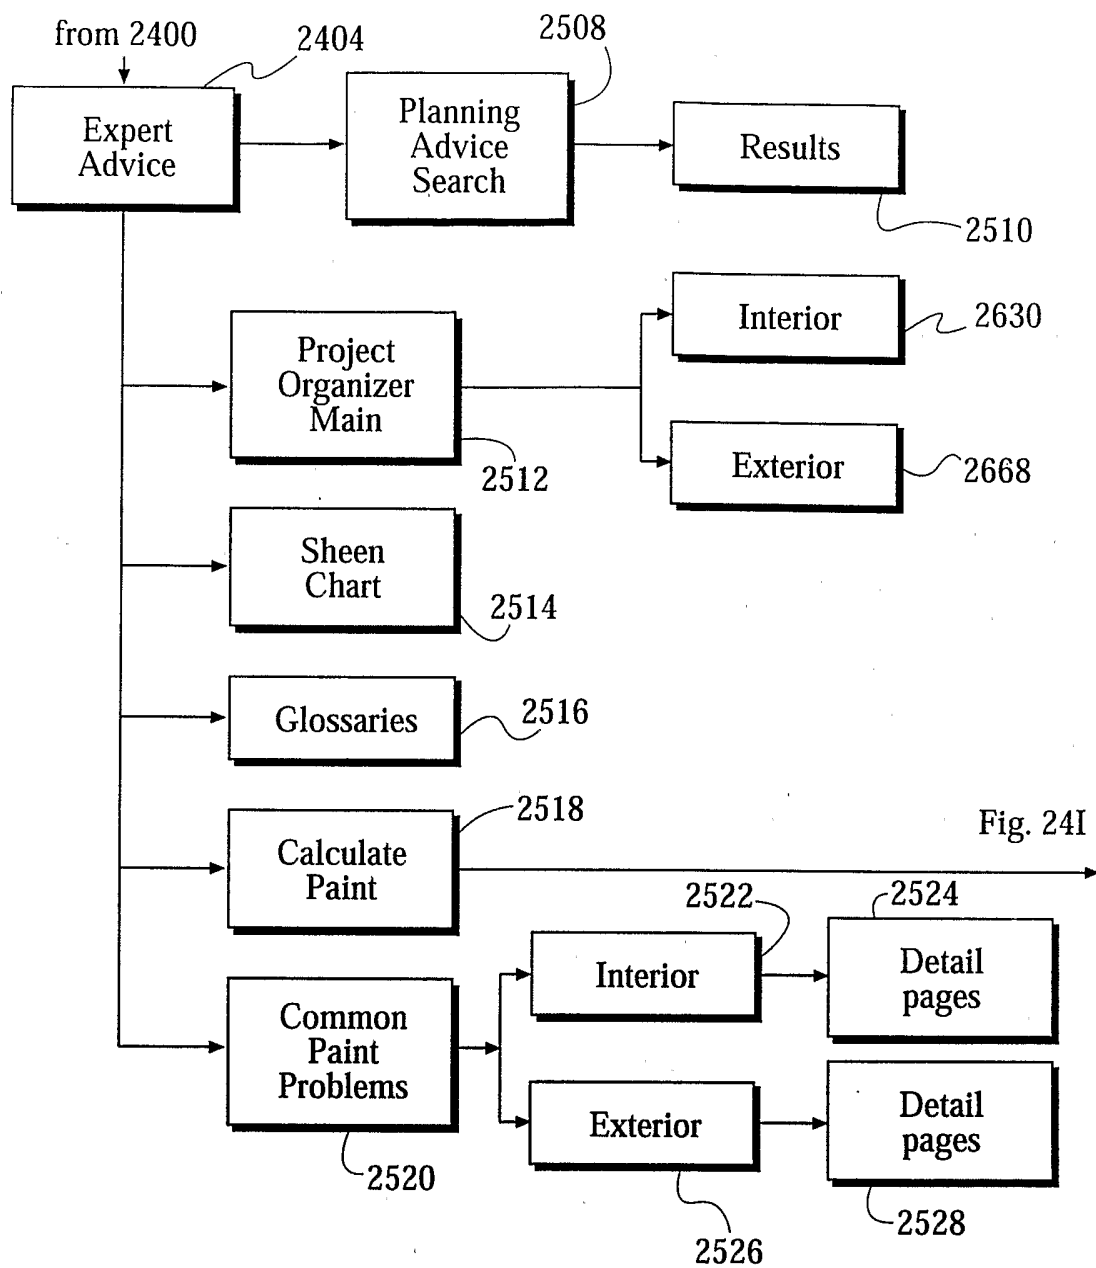 from 2400
2404
2508
Expert
Advice
Planning
Advice
Search
Results
2510
Project
Organizer
Main
2512
Interior
2630
Exterior
2668
Sheen
Chart
2514
Glossaries
2516
Calculate
Paint
2518
Fig. 24I
Common
Paint
Problems
2520
Interior
2522
Detail
pages
2524
Exterior
2526
Detail
pages
2528